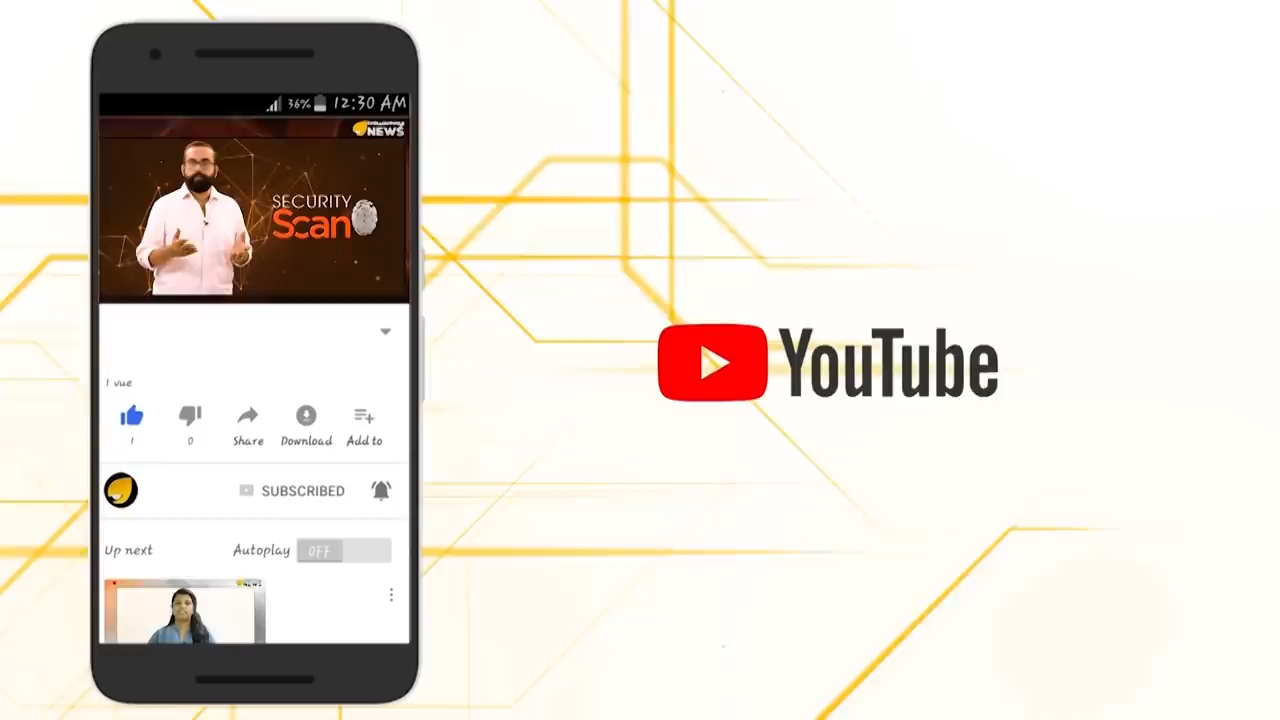 36% 12:30 AM
NEWS
SECURITY
Scan
1 vue
1
0
Share
Download
Add to
SUBSCRIBED
Up next
Autoplay
OFF
NEWS
YouTube